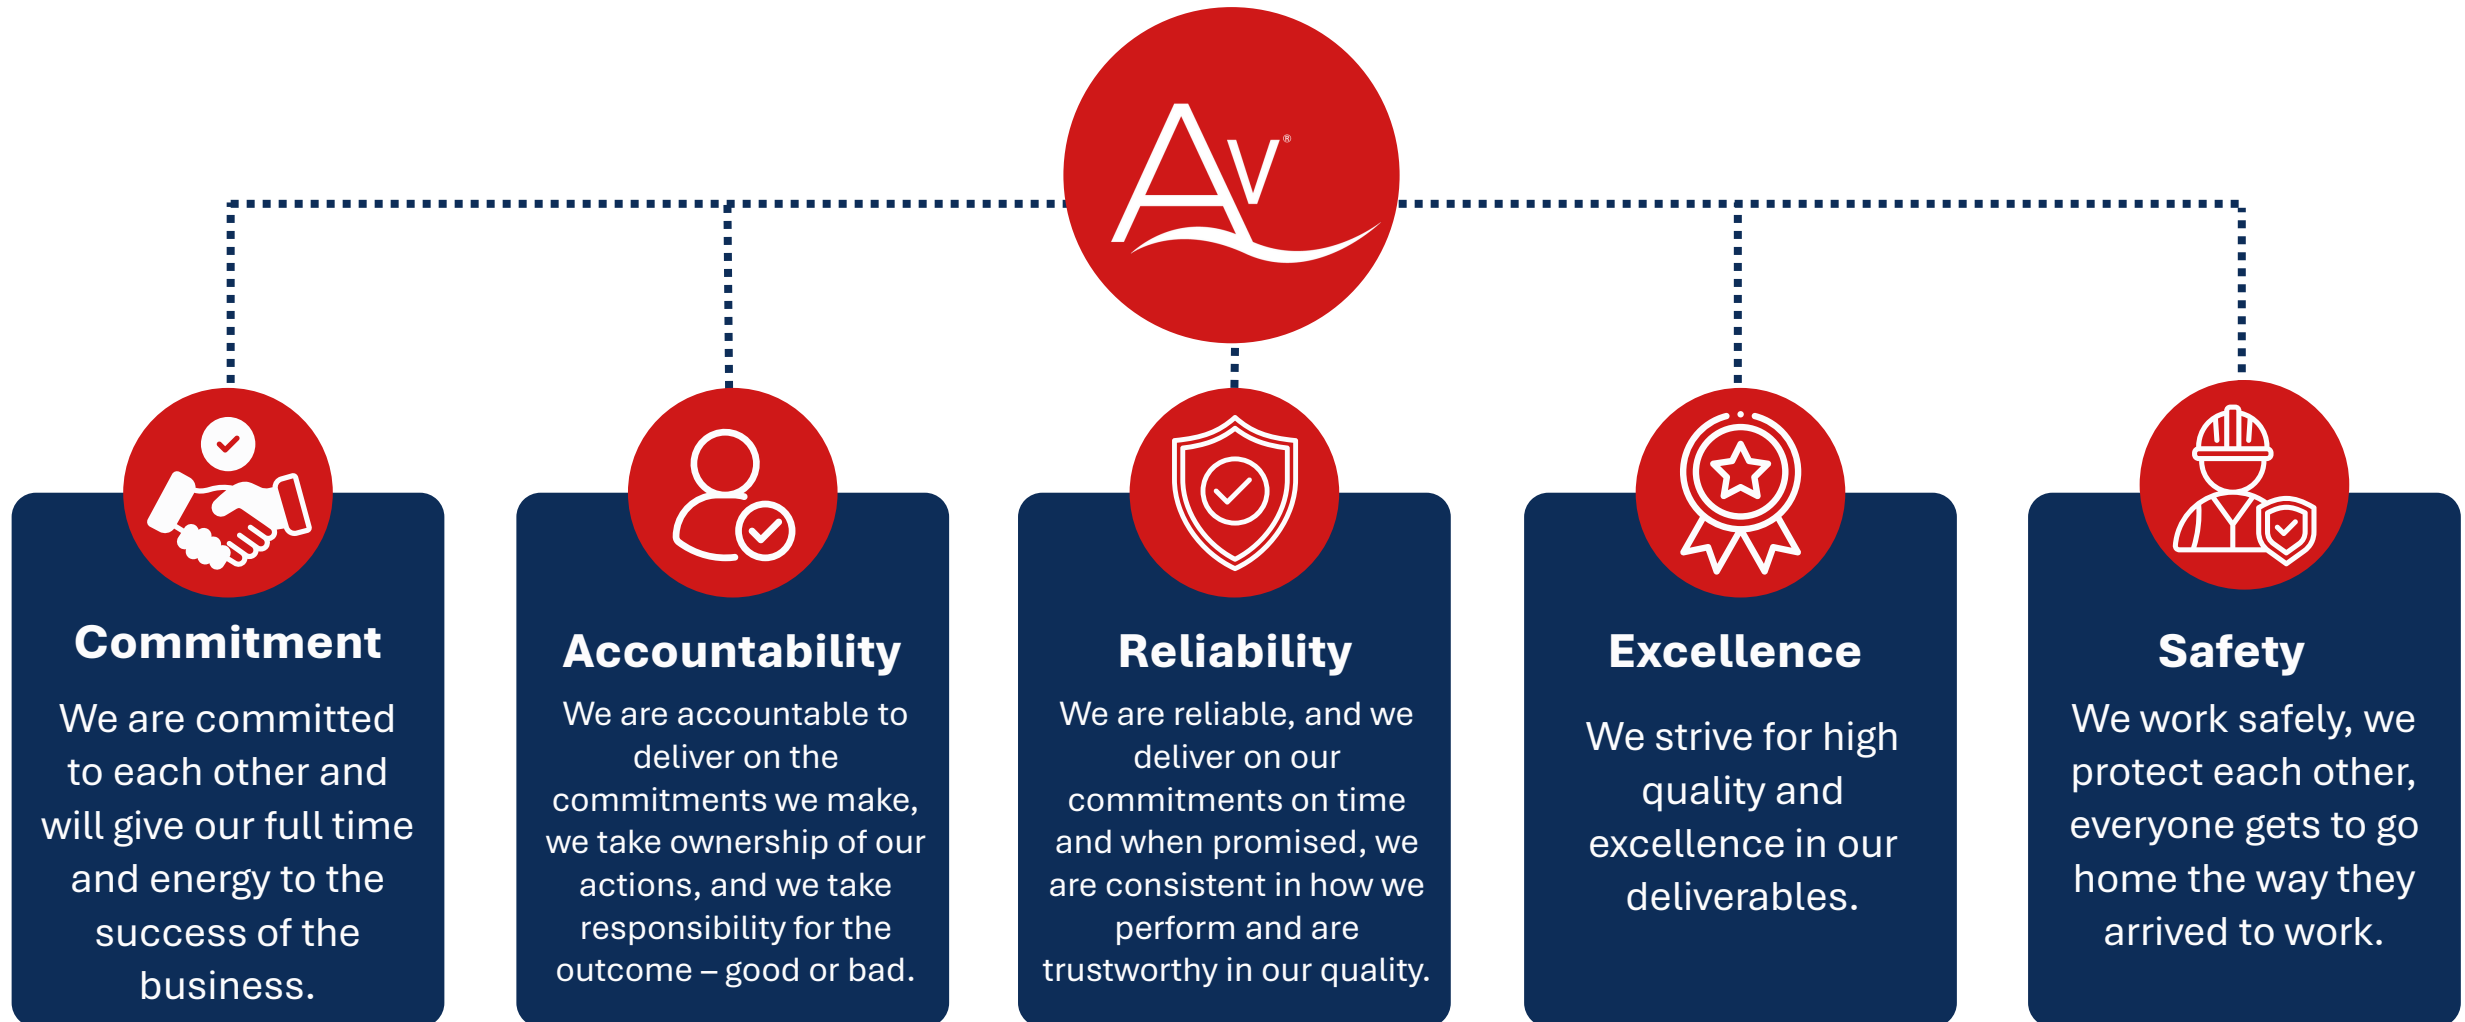 AV®
Commitment
We are committed
to each other and
will give our full time
and energy to the
success of the
business.
Accountability
We are accountable to
deliver on the
commitments we make,
we take ownership of our
actions, and we take
responsibility for the
outcome – good or bad.
Reliability
We are reliable, and we
deliver on our
commitments on time
and when promised, we
are consistent in how we
perform and are
trustworthy in our quality.
Excellence
We strive for high
quality and
excellence in our
deliverables.
Safety
We work safely, we
protect each other,
everyone gets to go
home the way they
arrived to work.